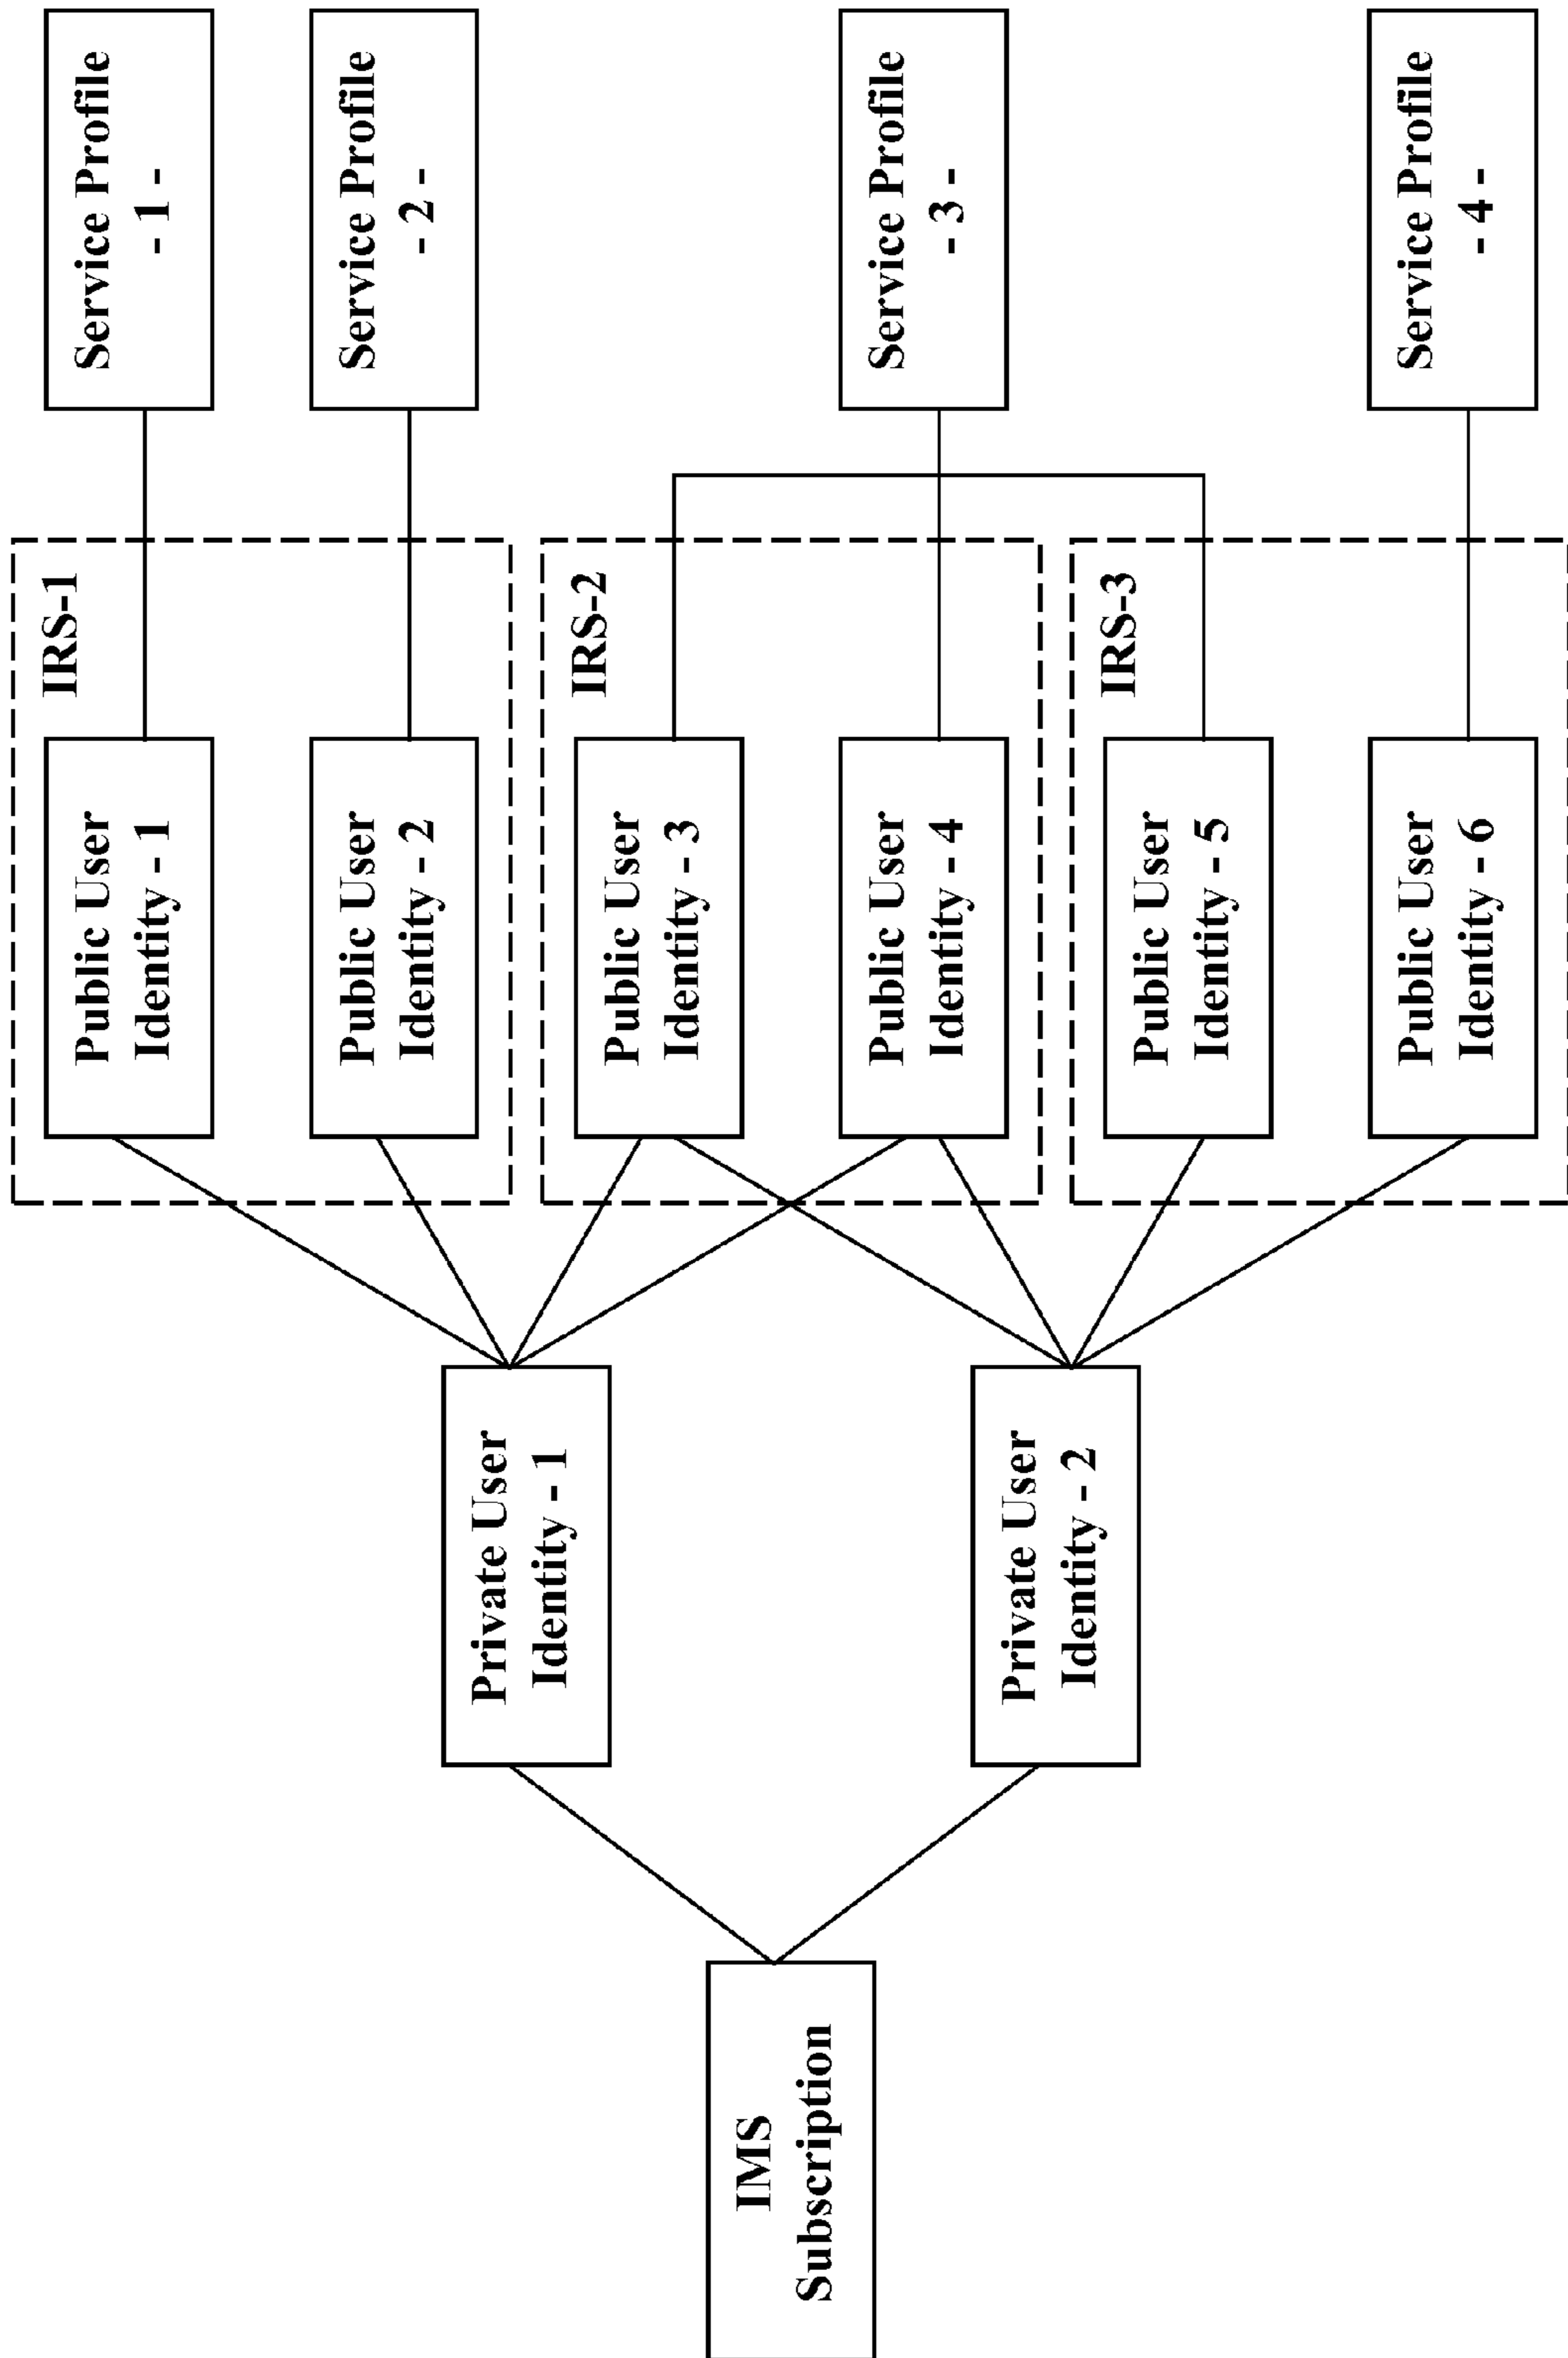 IMS
Subscription
Private User
Identity - 1
Private User
Identity - 2
IRS-1
Public User
Identity - 1
Public User
Identity - 2
IRS-2
Public User
Identity - 3
Public User
Identity - 4
IRS-3
Public User
Identity - 5
Public User
Identity - 6
Service Profile
- 1 -
Service Profile
- 2 -
Service Profile
- 3 -
Service Profile
- 4 -